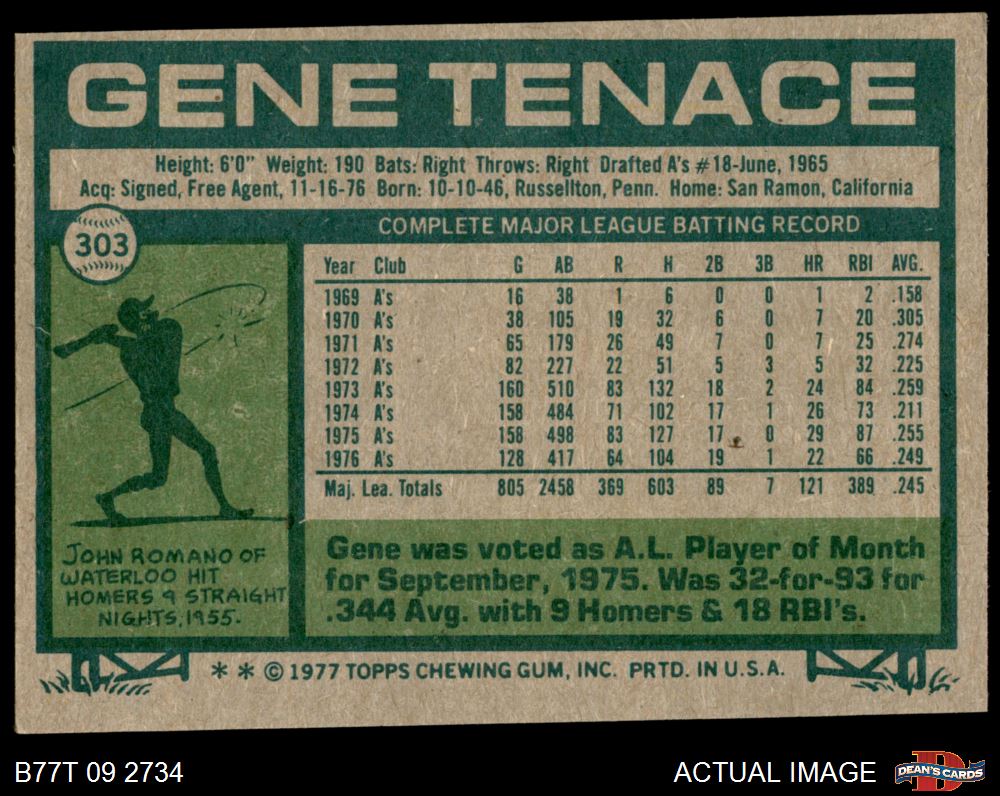 GENE TENACE
Height: 6'0" Weight: 190 Bats: Right Throws: Right Drafted A's #18-June, 1965
Acq: Signed, Free Agent, 11-16-76 Born: 10-10-46, Russellton, Penn. Home: San Ramon, California
303
COMPLETE MAJOR LEAGUE BATTING RECORD
Year Club G AB R H 2B 3B HR RBI AVG.
1969 A's 16 38 1 6 0 0 1 2 .158
1970 A's 38 105 19 32 6 0 7 20 .305
1971 A's 65 179 26 49 7 0 7 25 .274
1972 A's 82 227 22 51 5 3 5 32 .225
1973 A's 160 510 83 132 18 2 24 84 .259
1974 A's 158 484 71 102 17 1 26 73 .211
1975 A's 158 498 83 127 17 0 29 87 .255
1976 A's 128 417 64 104 19 1 22 66 .249
Maj. Lea. Totals 805 2458 369 603 89 7 121 389 .245
JOHN ROMANO OF
WATERLOO HIT
HOMERS 9 STRAIGHT
NIGHTS, 1955.
Gene was voted as A.L. Player of Month
for September, 1975. Was 32-for-93 for
.344 Avg. with 9 Homers & 18 RBI's.
* * © 1977 TOPPS CHEWING GUM, INC. PRTD. IN U.S.A.
B77T 09 2734
ACTUAL IMAGE
DEAN'S CARDS